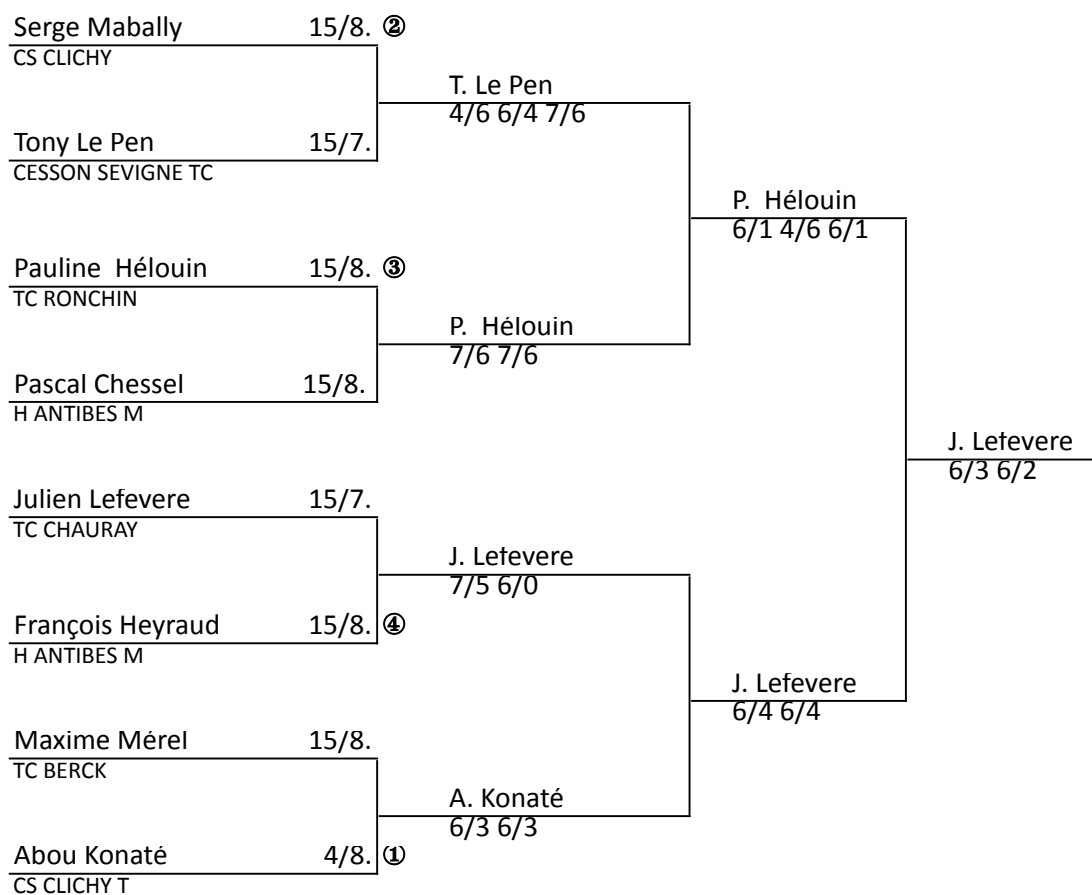 Serge Mabally 15/8. ②
CS CLICHY
T. Le Pen
4/6 6/4 7/6
Tony Le Pen 15/7.
CESSON SEVIGNE TC
P. Hélouin
6/1 4/6 6/1
Pauline Hélouin 15/8. ③
TC RONCHIN
P. Hélouin
7/6 7/6
Pascal Chessel 15/8.
H ANTIBES M
J. Lefevere
6/3 6/2
Julien Lefevere 15/7.
TC CHAURAY
J. Lefevere
7/5 6/0
François Heyraud 15/8. ④
H ANTIBES M
J. Lefevere
6/4 6/4
Maxime Mérel 15/8.
TC BERCK
A. Konaté
6/3 6/3
Abou Konaté 4/8. ①
CS CLICHY T